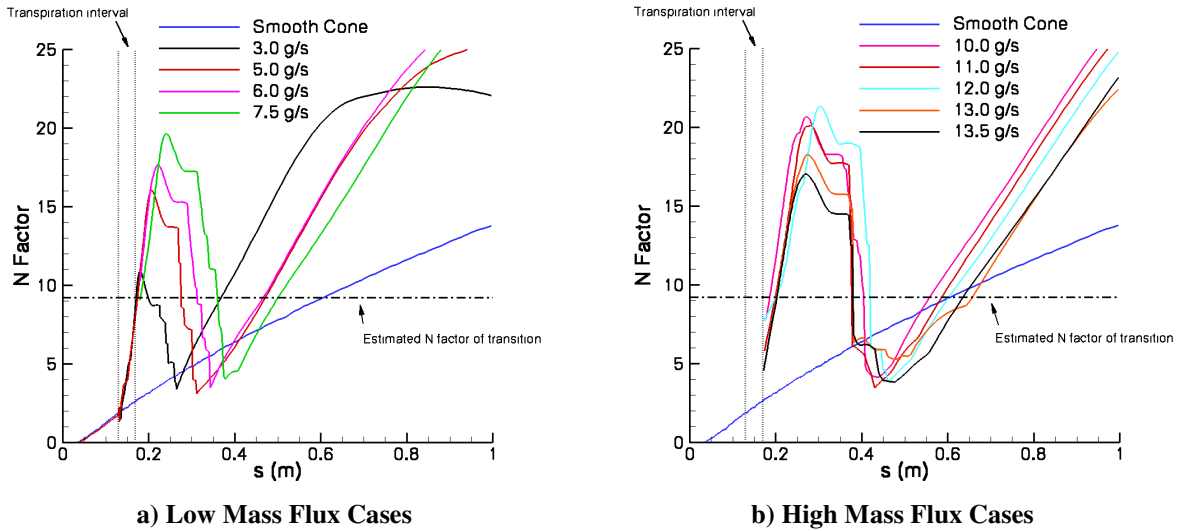 Transpiration interval
Smooth Cone
3.0 g/s
5.0 g/s
6.0 g/s
7.5 g/s
25
20
15
10
5
0
N Factor
Estimated N factor of transition
0
0.2
0.4
0.6
0.8
1
s (m)
a) Low Mass Flux Cases
Transpiration interval
Smooth Cone
10.0 g/s
11.0 g/s
12.0 g/s
13.0 g/s
13.5 g/s
25
20
15
10
5
0
N Factor
Estimated N factor of transition
0
0.2
0.4
0.6
0.8
1
s (m)
b) High Mass Flux Cases